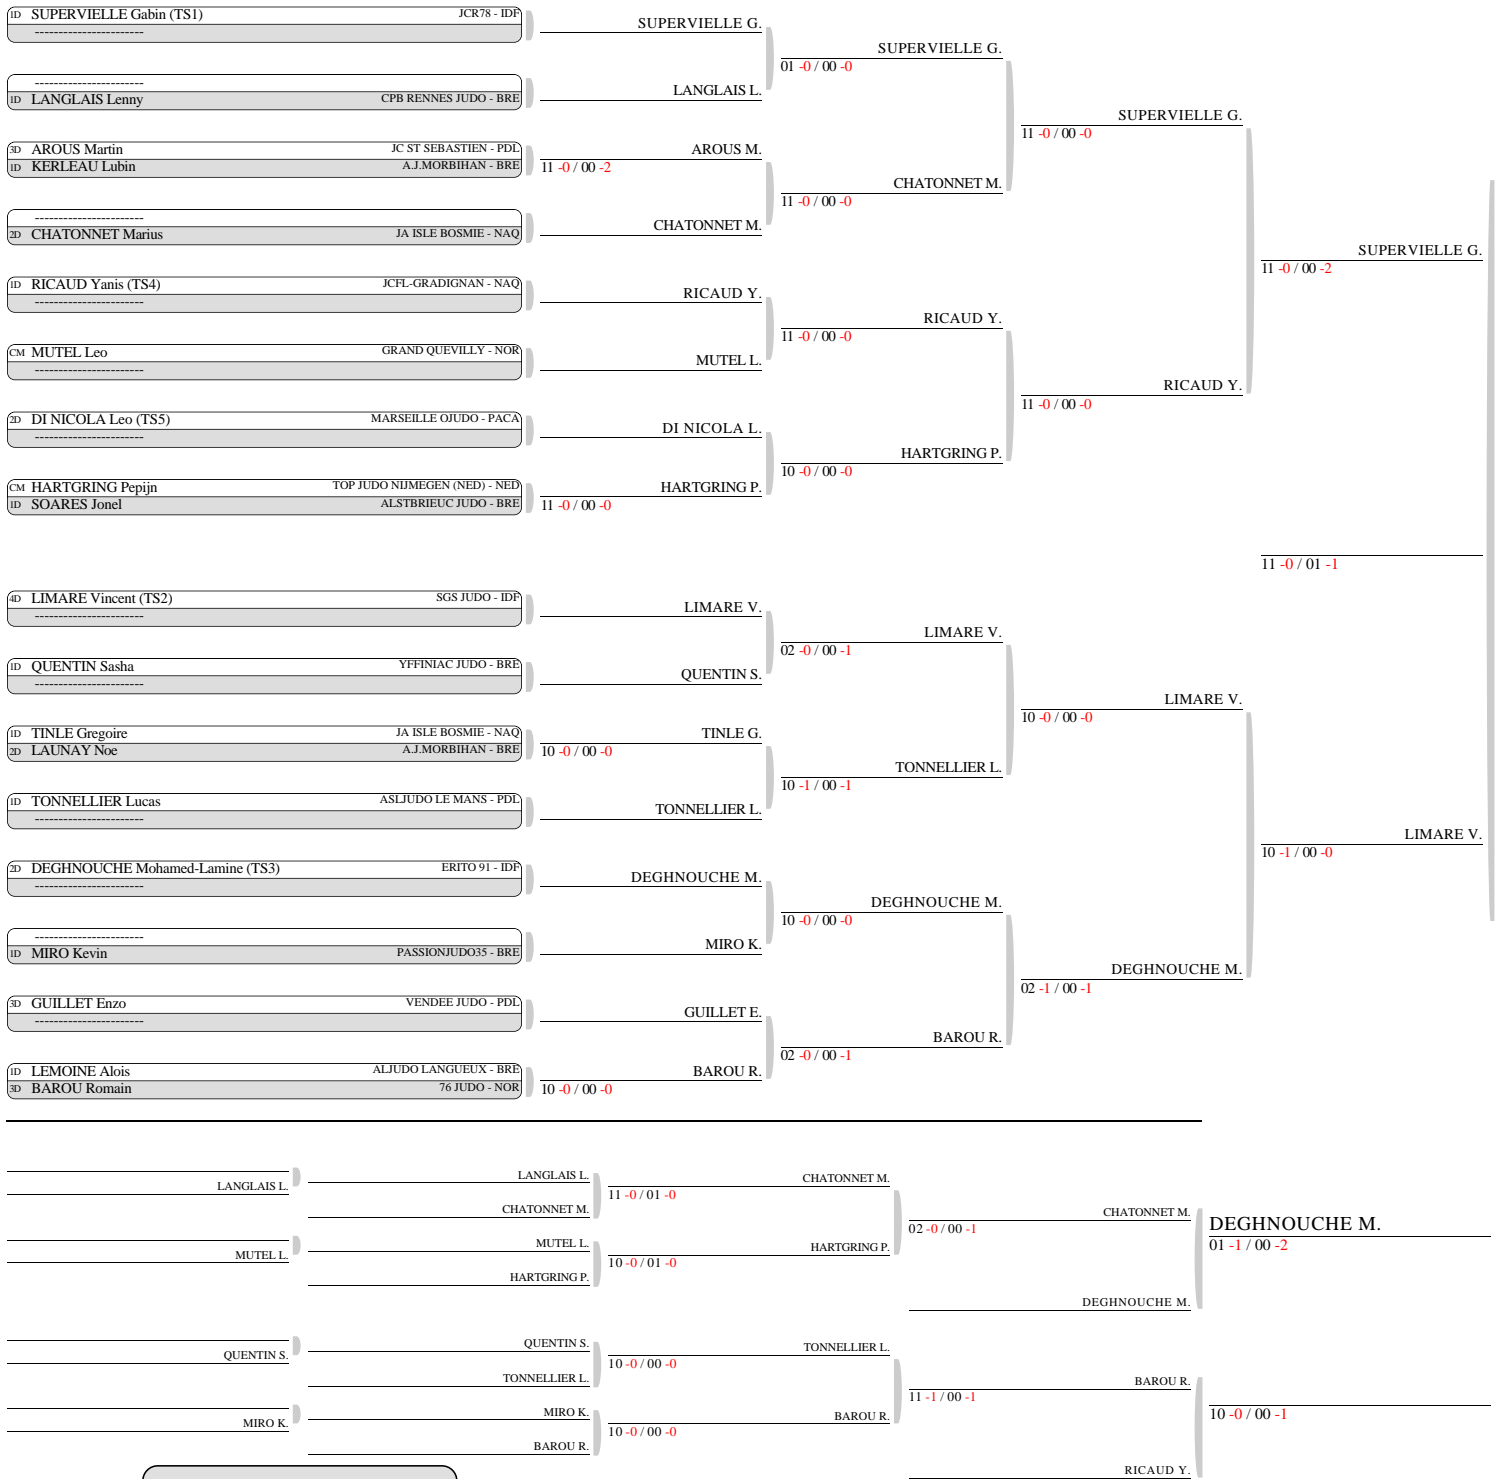 1D SUPERVIELLE Gabin (TS1) JCR78 - IDF
-----------------------
-----------------------
1D LANGLAIS Lenny CPB RENNES JUDO - BRE
3D AROUS Martin JC ST SEBASTIEN - PDL
1D KERLEAU Lubin A.J.MORBIHAN - BRE
-----------------------
2D CHATONNET Marius JA ISLE BOSMIE - NAQ
1D RICAUD Yanis (TS4) JCFL-GRADIGNAN - NAQ
-----------------------
CM MUTEL Leo GRAND QUEVILLY - NOR
-----------------------
2D DI NICOLA Leo (TS5) MARSEILLE OJUDO - PACA
-----------------------
CM HARTGRING Pepijn TOP JUDO NIJMEGEN (NED) - NED
1D SOARES Jonel ALSTBRIEUC JUDO - BRE
4D LIMARE Vincent (TS2) SGS JUDO - IDF
-----------------------
1D QUENTIN Sasha YFFINIAC JUDO - BRE
-----------------------
1D TINLE Gregoire JA ISLE BOSMIE - NAQ
2D LAUNAY Noe A.J.MORBIHAN - BRE
1D TONNELLIER Lucas ASLJUDO LE MANS - PDL
-----------------------
2D DEGHNOUCHE Mohamed-Lamine (TS3) ERITO 91 - IDF
-----------------------
-----------------------
1D MIRO Kevin PASSIONJUDO35 - BRE
3D GUILLET Enzo VENDEE JUDO - PDL
-----------------------
1D LEMOINE Alois ALJUDO LANGUEUX - BRE
3D BAROU Romain 76 JUDO - NOR
SUPERVIELLE G.
LANGLAIS L.
AROUS M.
11 -0 / 00 -2
CHATONNET M.
RICAUD Y.
MUTEL L.
DI NICOLA L.
HARTGRING P.
11 -0 / 00 -0
LIMARE V.
QUENTIN S.
TINLE G.
10 -0 / 00 -0
TONNELLIER L.
DEGHNOUCHE M.
MIRO K.
GUILLET E.
BAROU R.
10 -0 / 00 -0
SUPERVIELLE G.
01 -0 / 00 -0
CHATONNET M.
11 -0 / 00 -0
RICAUD Y.
11 -0 / 00 -0
HARTGRING P.
10 -0 / 00 -0
LIMARE V.
02 -0 / 00 -1
TONNELLIER L.
10 -1 / 00 -1
DEGHNOUCHE M.
10 -0 / 00 -0
BAROU R.
02 -0 / 00 -1
SUPERVIELLE G.
11 -0 / 00 -0
RICAUD Y.
11 -0 / 00 -0
LIMARE V.
10 -0 / 00 -0
DEGHNOUCHE M.
02 -1 / 00 -1
SUPERVIELLE G.
11 -0 / 00 -2
11 -0 / 01 -1
LIMARE V.
10 -1 / 00 -0
LANGLAIS L.
MUTEL L.
QUENTIN S.
MIRO K.
LANGLAIS L.
CHATONNET M.
MUTEL L.
HARTGRING P.
QUENTIN S.
TONNELLIER L.
MIRO K.
BAROU R.
CHATONNET M.
11 -0 / 01 -0
HARTGRING P.
10 -0 / 01 -0
TONNELLIER L.
10 -0 / 00 -0
BAROU R.
10 -0 / 00 -0
CHATONNET M.
02 -0 / 00 -1
DEGHNOUCHE M.
BAROU R.
11 -1 / 00 -1
RICAUD Y.
DEGHNOUCHE M.
01 -1 / 00 -2
10 -0 / 00 -1